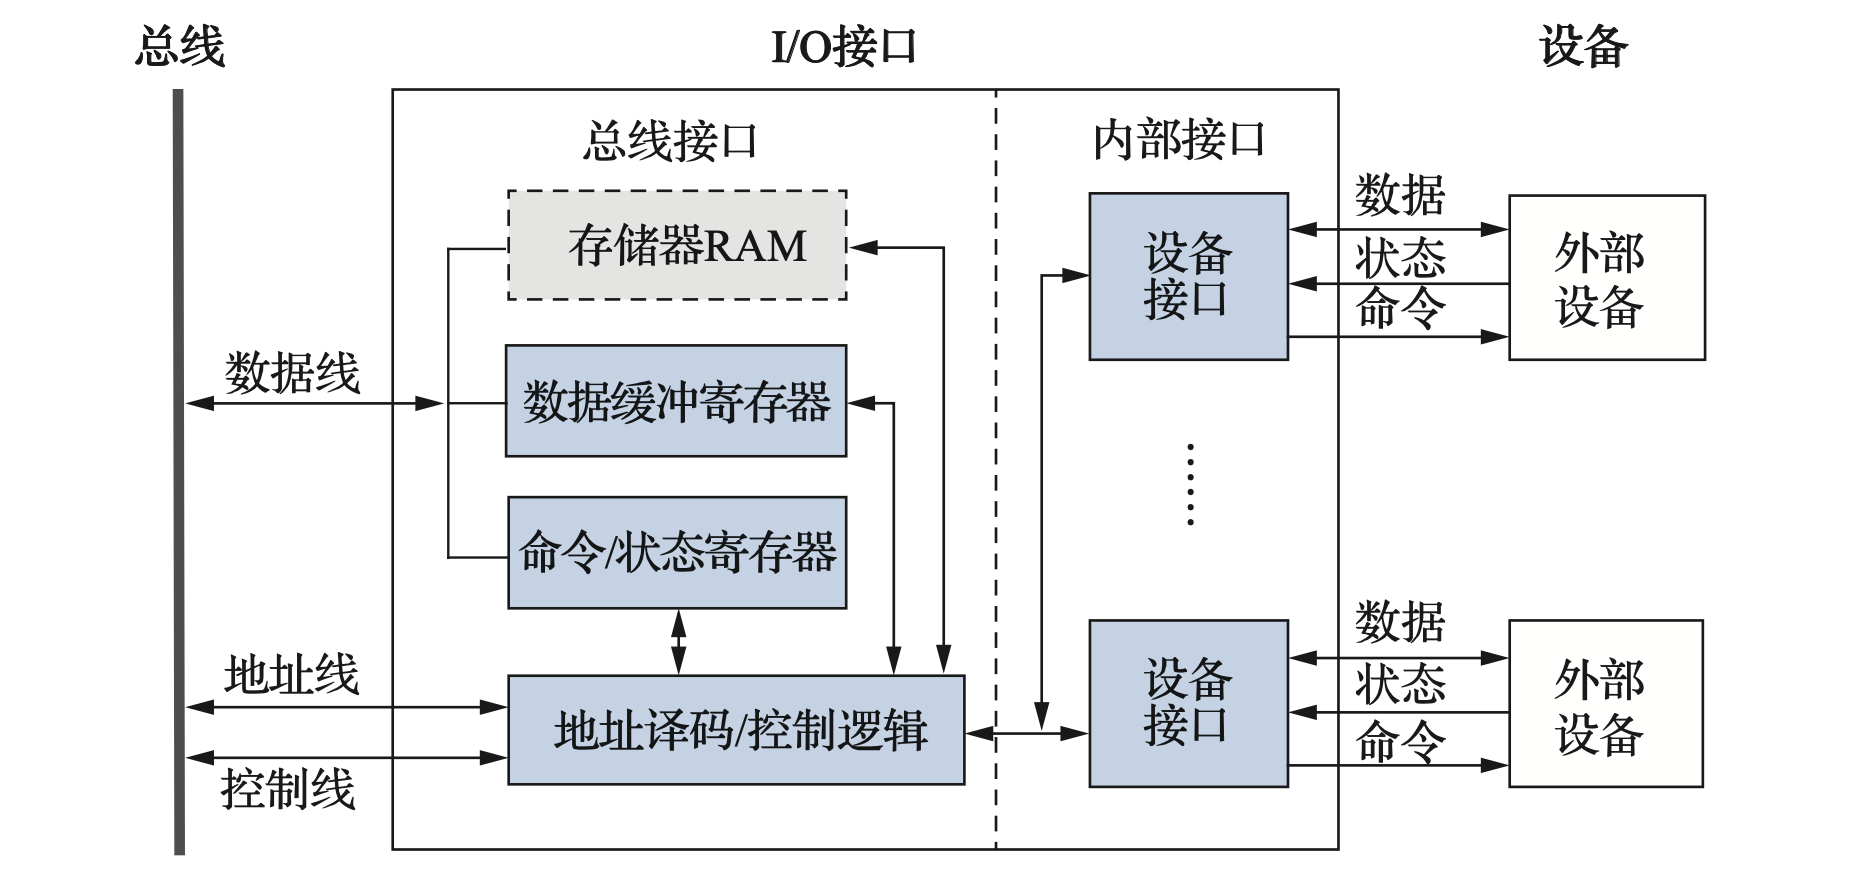 总线
I/O接口
设备
总线接口
内部接口
存储器RAM
数据缓冲寄存器
命令/状态寄存器
地址译码/控制逻辑
数据线
地址线
控制线
设备
接口
数据
状态
命令
外部
设备
......
设备
接口
数据
状态
命令
外部
设备